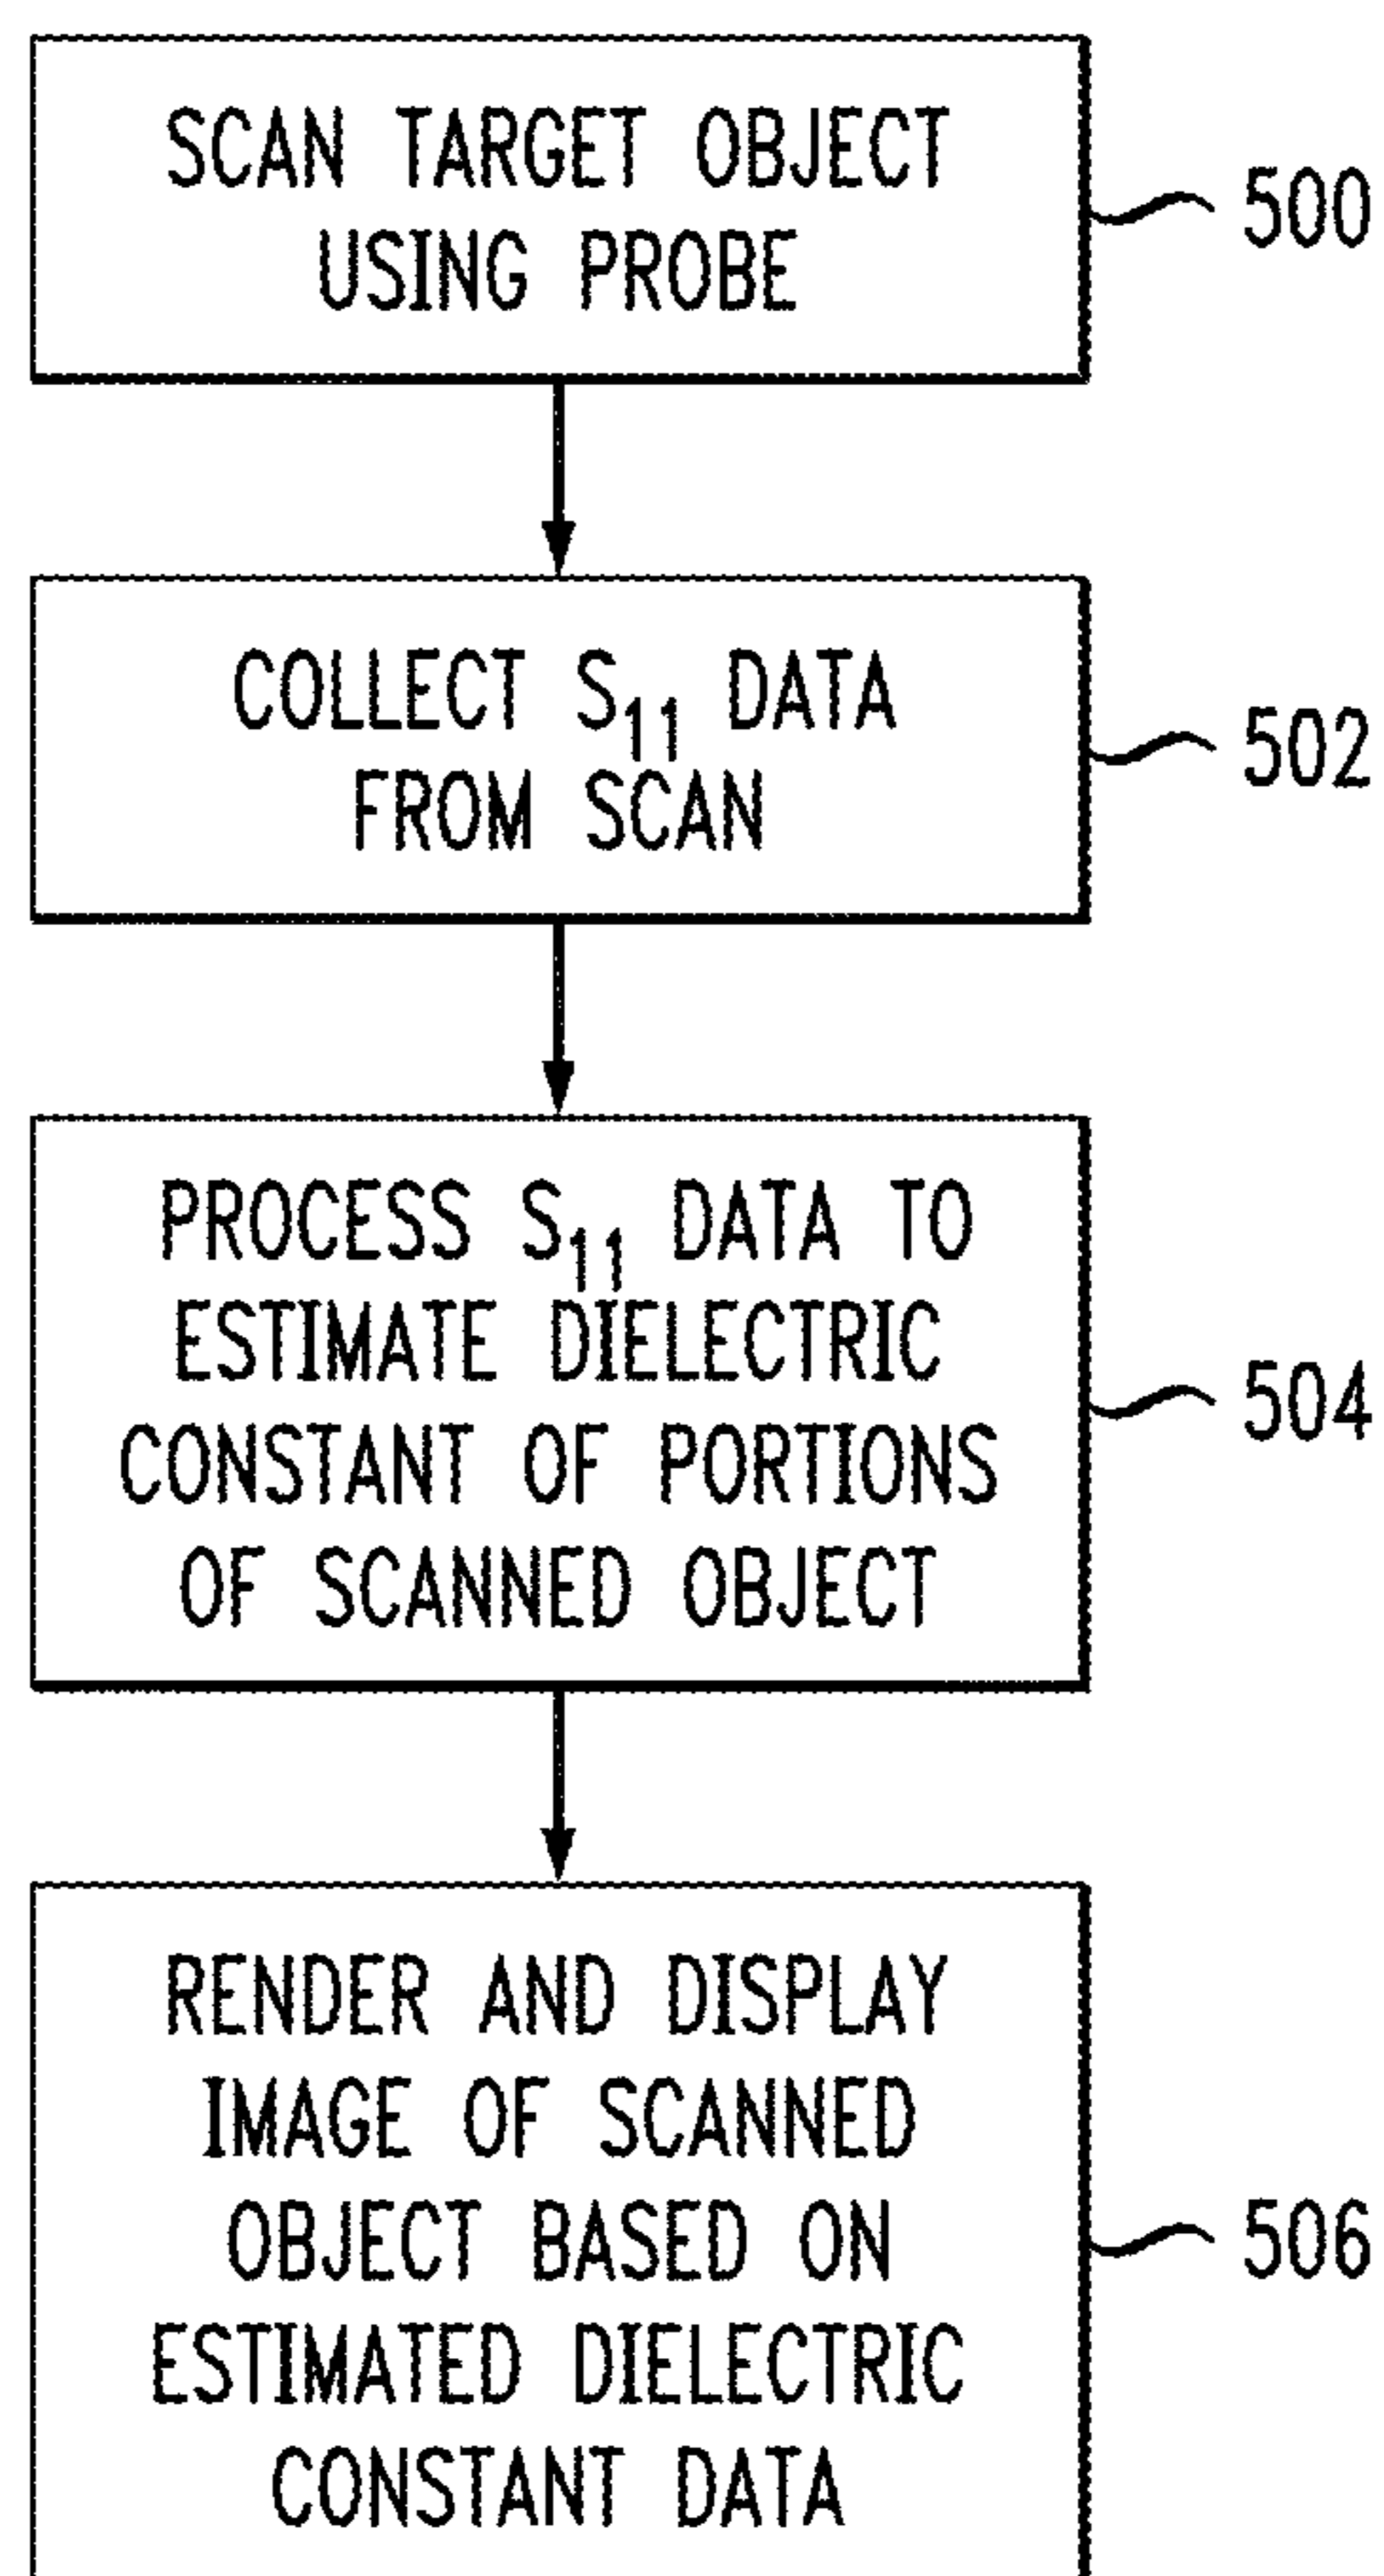 SCAN TARGET OBJECT
USING PROBE
500
COLLECT S11 DATA
FROM SCAN
502
PROCESS S11 DATA TO
ESTIMATE DIELECTRIC
CONSTANT OF PORTIONS
OF SCANNED OBJECT
504
RENDER AND DISPLAY
IMAGE OF SCANNED
OBJECT BASED ON
ESTIMATED DIELECTRIC
CONSTANT DATA
506